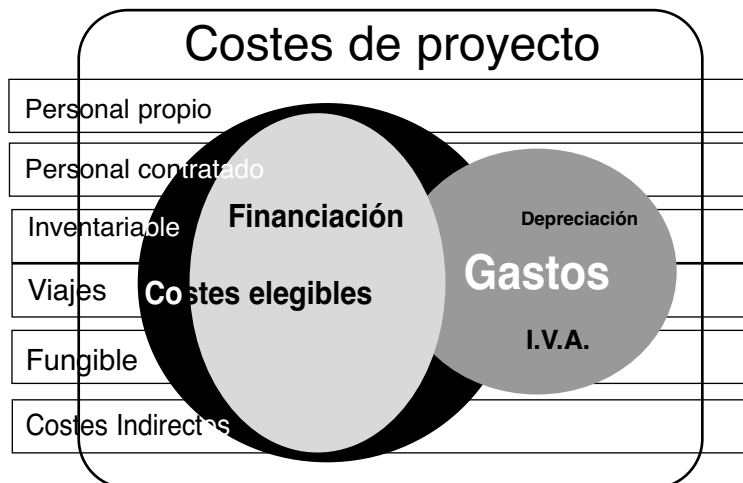 Costes de proyecto
Personal propio
Personal contratado
Inventariable
Financiación
Depreciación
Viajes
Costes elegibles
Gastos
I.V.A.
Fungible
Costes Indirectos